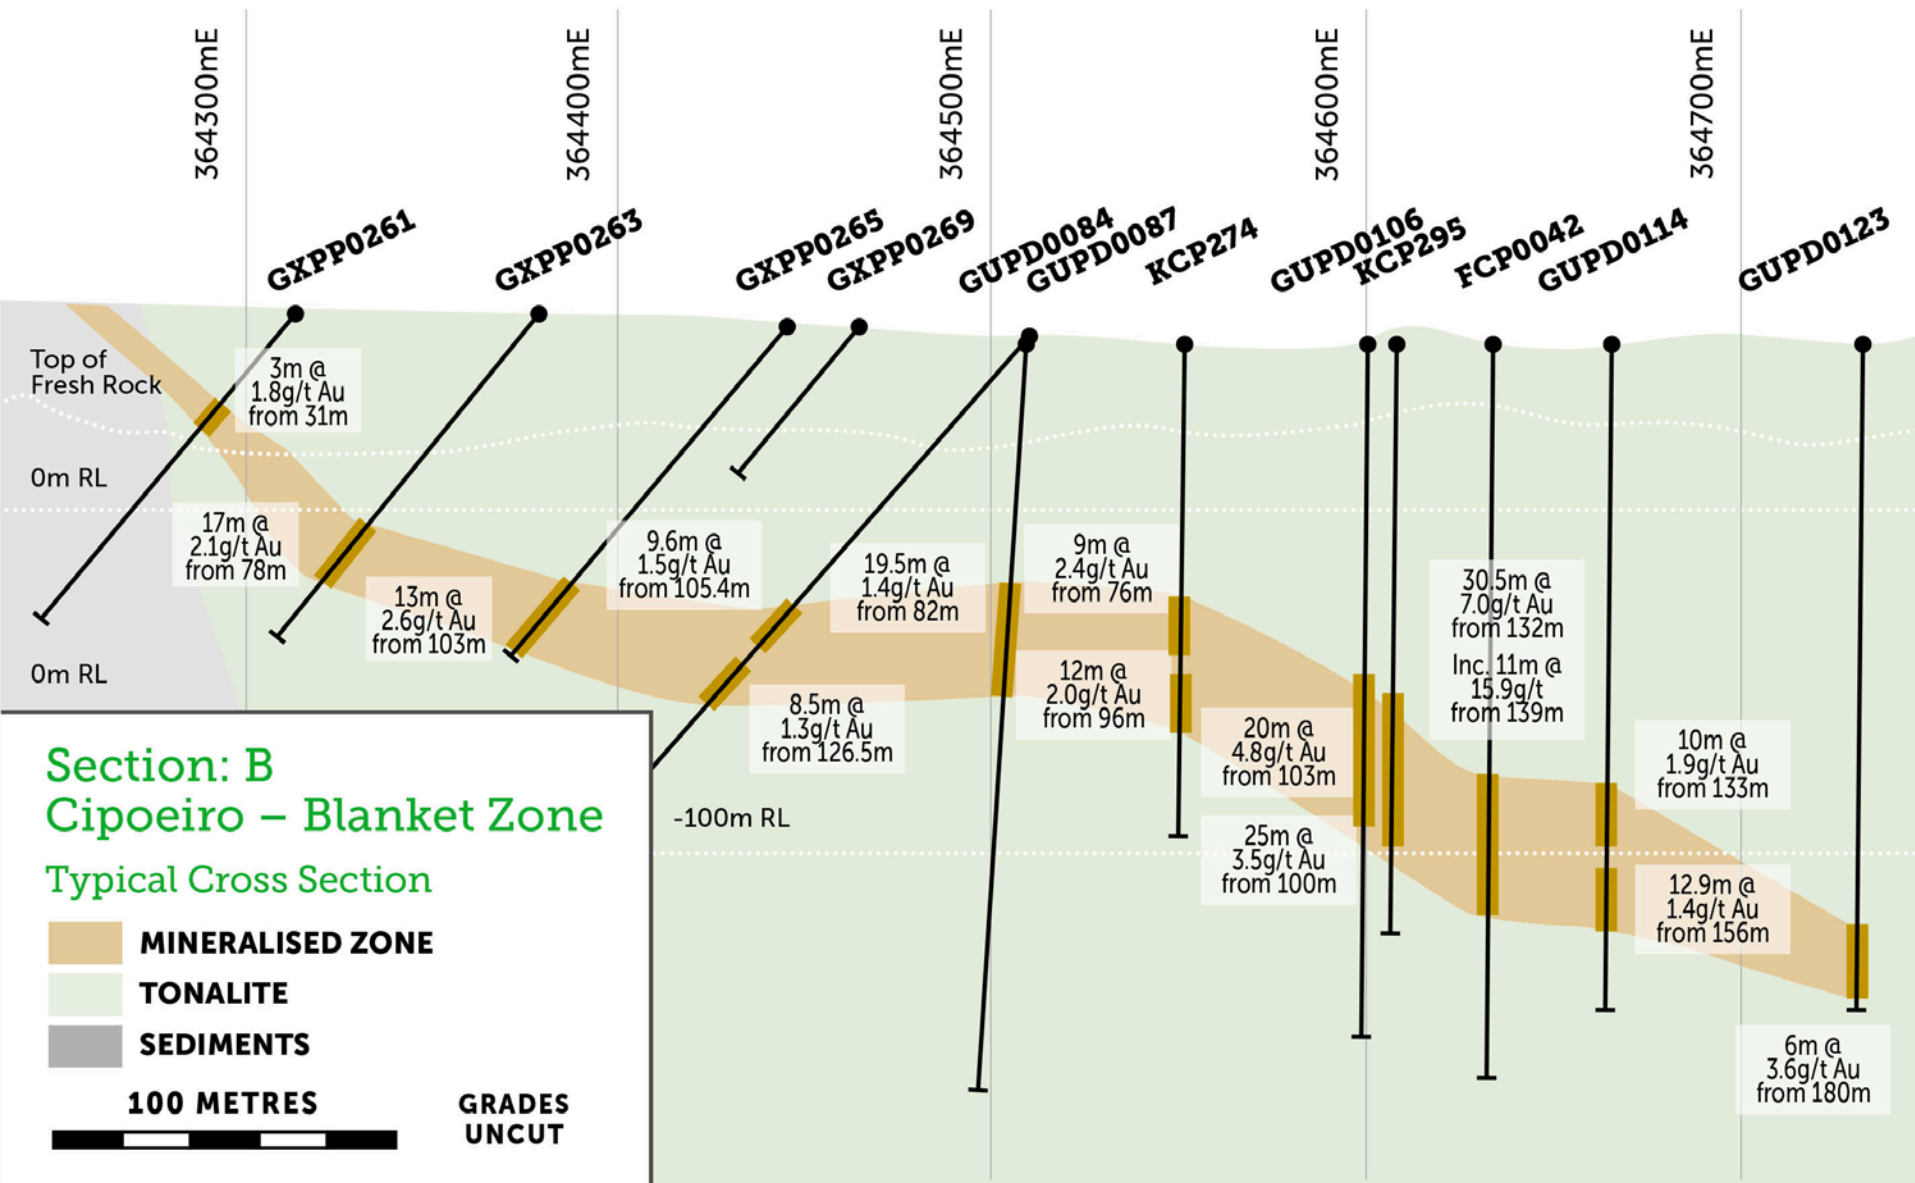 364300mE
364400mE
364500mE
364600mE
364700mE
GXPP0261
GXPP0263
GXPP0265
GXPP0269
GUPD0084
GUPD0087
KCP274
GUPD0106
KCP295
FCP0042
GUPD0114
GUPD0123
Top of
Fresh Rock
0m RL
0m RL
-100m RL
3m @
1.8g/t Au
from 31m
17m @
2.1g/t Au
from 78m
13m @
2.6g/t Au
from 103m
9.6m @
1.5g/t Au
from 105.4m
8.5m @
1.3g/t Au
from 126.5m
19.5m @
1.4g/t Au
from 82m
9m @
2.4g/t Au
from 76m
12m @
2.0g/t Au
from 96m
20m @
4.8g/t Au
from 103m
25m @
3.5g/t Au
from 100m
30.5m @
7.0g/t Au
from 132m
Inc. 11m @
15.9g/t
from 139m
10m @
1.9g/t Au
from 133m
12.9m @
1.4g/t Au
from 156m
6m @
3.6g/t Au
from 180m
Section: B
Cipoeiro – Blanket Zone
Typical Cross Section
MINERALISED ZONE
TONALITE
SEDIMENTS
100 METRES
GRADES
UNCUT